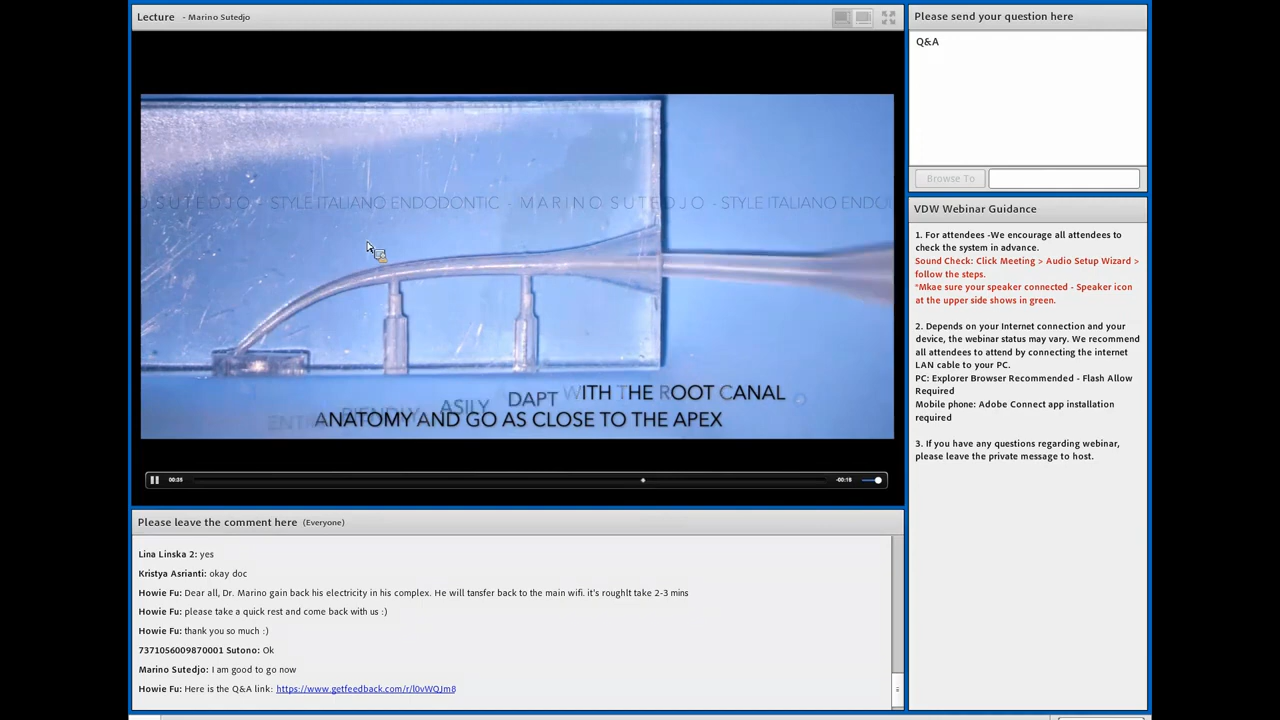 Lecture - Marino Sutedjo
SUTEDJO - STYLE ITALIANO ENDODONTIC - MARINO SUTEDJO - STYLE ITALIANO
ASILY DAPT WITH THE ROOT CANAL
ANATOMY AND GO AS CLOSE TO THE APEX
00:35
-00:18
Please leave the comment here (Everyone)
Lina Linska 2: yes
Kristya Asrianti: okay doc
Howie Fu: Dear all, Dr. Marino gain back his electricity in his complex. He will tansfer back to the main wifi. it's roughlt take 2-3 mins
Howie Fu: please take a quick rest and come back with us :)
Howie Fu: thank you so much :)
7371056009870001 Sutono: Ok
Marino Sutedjo: I am good to go now
Howie Fu: Here is the Q&A link: https://www.getfeedback.com/r/l0vWQJm8
Please send your question here
Q&A
Browse To
VDW Webinar Guidance
1. For attendees -We encourage all attendees to
check the system in advance.
Sound Check: Click Meeting > Audio Setup Wizard >
follow the steps.
*Mkae sure your speaker connected - Speaker icon
at the upper side shows in green.
2. Depends on your Internet connection and your
device, the webinar status may vary. We recommend
all attendees to attend by connecting the internet
LAN cable to your PC.
PC: Explorer Browser Recommended - Flash Allow
Required
Mobile phone: Adobe Connect app installation
required
3. If you have any questions regarding webinar,
please leave the private message to host.